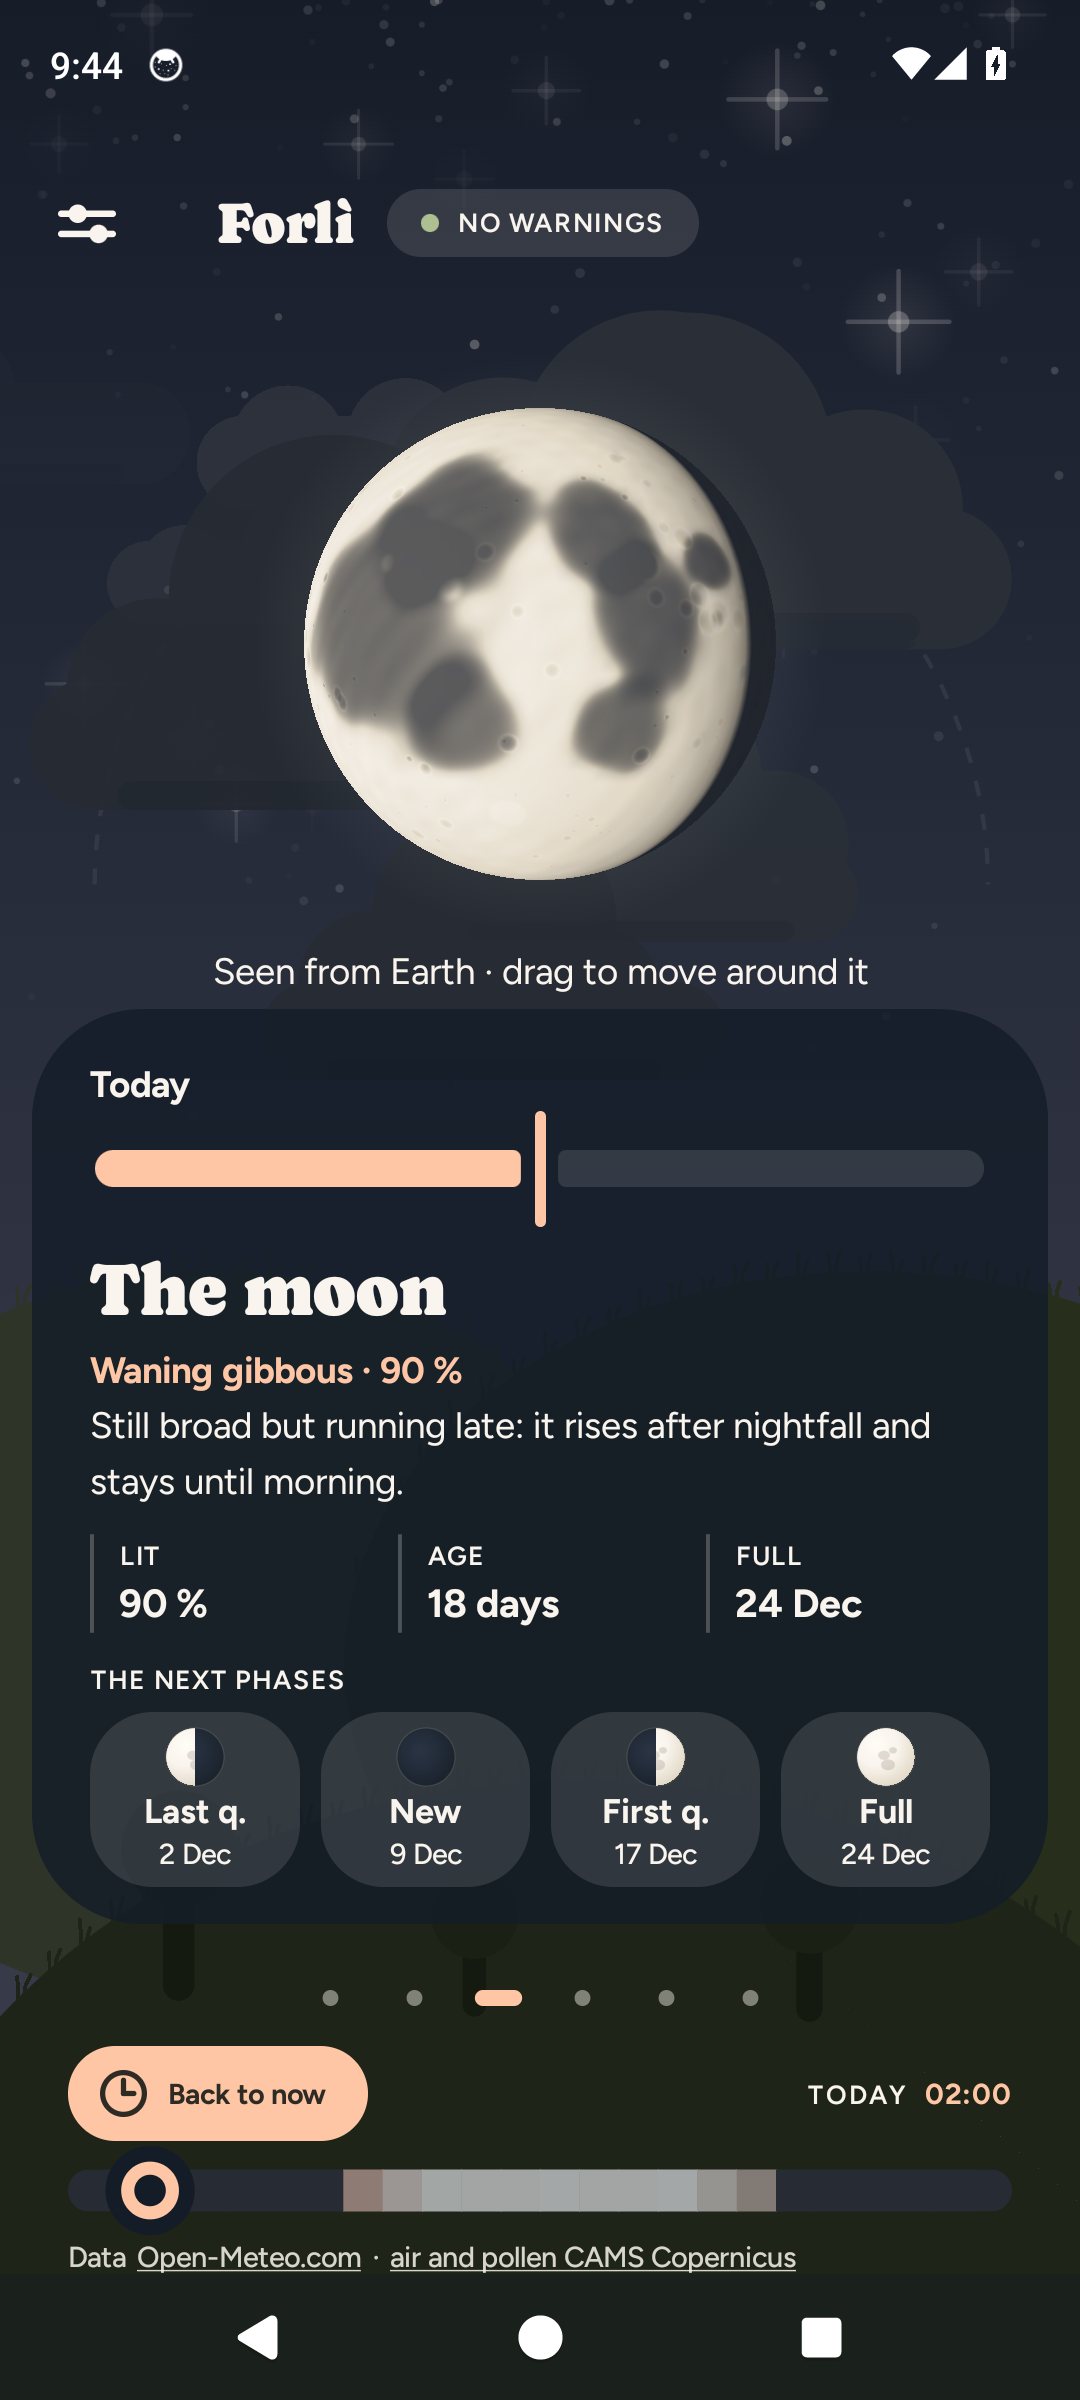 9:44
Forlì
NO WARNINGS
Seen from Earth · drag to move around it
Today
The moon
Waning gibbous · 90 %
Still broad but running late: it rises after nightfall and
stays until morning.
LIT
90 %
AGE
18 days
FULL
24 Dec
THE NEXT PHASES
Last q.
2 Dec
New
9 Dec
First q.
17 Dec
Full
24 Dec
Back to now
TODAY 02:00
Data Open-Meteo.com · air and pollen CAMS Copernicus